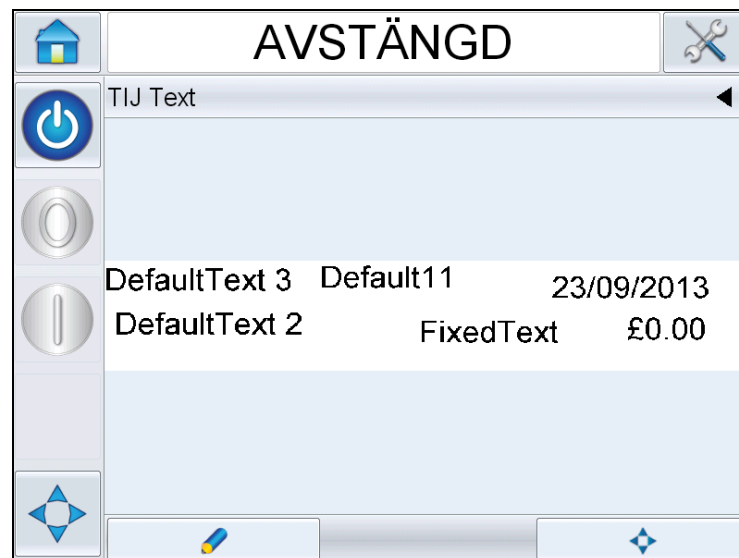 AVSTÄNGD
TIJ Text
DefaultText 3 Default11 23/09/2013
DefaultText 2 FixedText £0.00